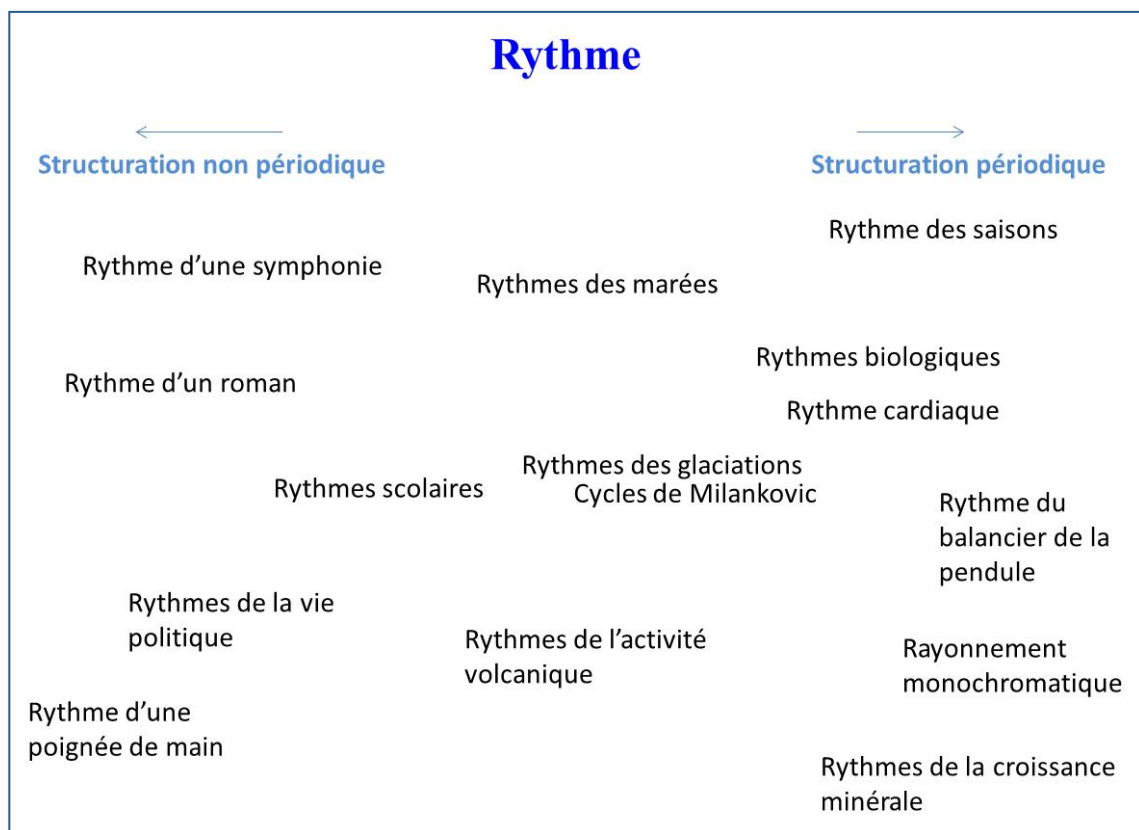 Rythme
Structuration non périodique
Structuration périodique
Rythme des saisons
Rythme d’une symphonie
Rythmes des marées
Rythmes biologiques
Rythme d’un roman
Rythme cardiaque
Rythmes des glaciations
Cycles de Milankovic
Rythmes scolaires
Rythme du
balancier de la
pendule
Rythmes de la vie
politique
Rythmes de l’activité
volcanique
Rayonnement
monochromatique
Rythme d’une
poignée de main
Rythmes de la croissance
minérale